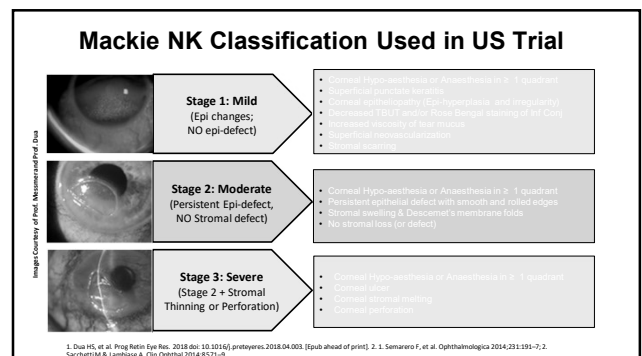 Mackie NK Classification Used in US Trial
Images Courtesy of Prof. Messmer and Prof. Dua
Stage 1: Mild
(Epi changes;
NO epi-defect)
• Corneal Hypo-aesthesia or Anaesthesia in ≥ 1 quadrant
• Superficial punctate keratitis
• Corneal epitheliopathy (Epi-hyperplasia and irregularity)
• Decreased TBUT and/or Rose Bengal staining of Inf Conj
• Increased viscosity of tear mucus
• Superficial neovascularization
• Stromal scarring
Stage 2: Moderate
(Persistent Epi-defect,
NO Stromal defect)
• Corneal Hypo-aesthesia or Anaesthesia in ≥ 1 quadrant
• Persistent epithelial defect with smooth and rolled edges
• Stromal swelling & Descemet's membrane folds
• No stromal loss (or defect)
Stage 3: Severe
(Stage 2 + Stromal
Thinning or Perforation)
• Corneal Hypo-aesthesia or Anaesthesia in ≥ 1 quadrant
• Corneal ulcer
• Corneal stromal melting
• Corneal perforation
1. Dua HS, et al. Prog Retin Eye Res. 2018 doi: 10.1016/j.preteyeres.2018.04.003. [Epub ahead of print]. 2. 1. Semeraro F, et al. Ophthalmologica 2014;231:191–7; 2.
Sacchetti M & Lambiase A. Clin Ophthal 2014:8571–9